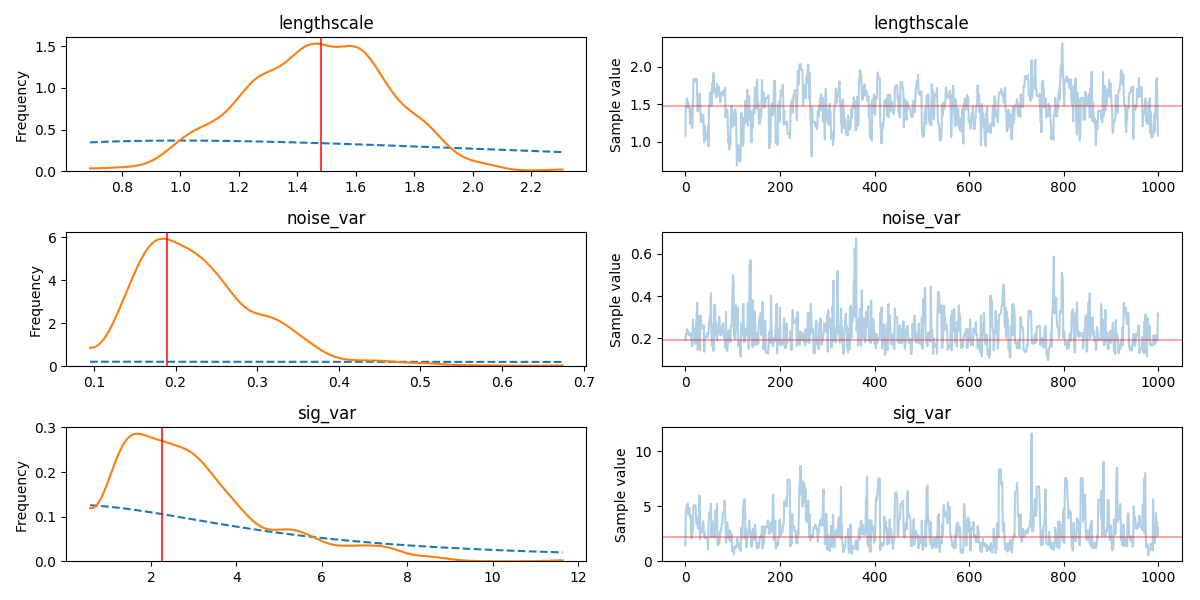 lengthscale
Frequency
1.5
1.0
0.5
0.0
0.8 1.0 1.2 1.4 1.6 1.8 2.0 2.2
lengthscale
Sample value
2.0
1.5
1.0
0 200 400 600 800 1000
noise_var
Frequency
6
4
2
0
0.1 0.2 0.3 0.4 0.5 0.6 0.7
noise_var
Sample value
0.6
0.4
0.2
0 200 400 600 800 1000
sig_var
Frequency
0.3
0.2
0.1
0.0
2 4 6 8 10 12
sig_var
Sample value
10
5
0
0 200 400 600 800 1000